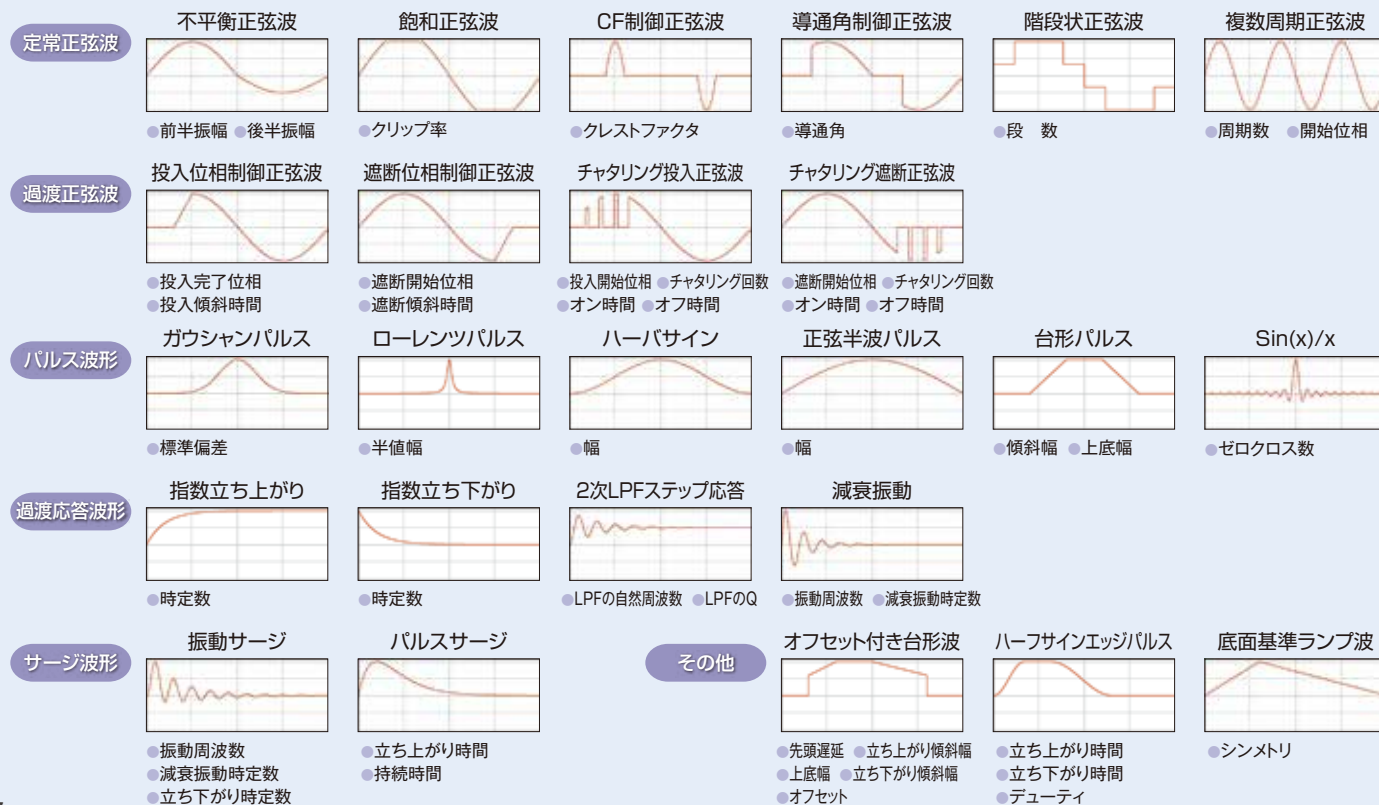 定常正弦波
不平衡正弦波
●前半振幅 ●後半振幅
飽和正弦波
●クリップ率
CF制御正弦波
●クレストファクタ
導通角制御正弦波
●導通角
階段状正弦波
●段　数
複数周期正弦波
●周期数 ●開始位相
過渡正弦波
投入位相制御正弦波
●投入完了位相
●投入傾斜時間
遮断位相制御正弦波
●遮断開始位相
●遮断傾斜時間
チャタリング投入正弦波
●投入開始位相 ●チャタリング回数
●オン時間 ●オフ時間
チャタリング遮断正弦波
●遮断開始位相 ●チャタリング回数
●オン時間 ●オフ時間
パルス波形
ガウシャンパルス
●標準偏差
ローレンツパルス
●半値幅
ハーバサイン
●幅
正弦半波パルス
●幅
台形パルス
●傾斜幅 ●上底幅
Sin(x)/x
●ゼロクロス数
過渡応答波形
指数立ち上がり
●時定数
指数立ち下がり
●時定数
2次LPFステップ応答
●LPFの自然周波数 ●LPFのQ
減衰振動
●振動周波数 ●減衰振動時定数
サージ波形
振動サージ
●振動周波数
●減衰振動時定数
●立ち下がり時定数
パルスサージ
●立ち上がり時間
●持続時間
その他
オフセット付き台形波
●先頭遅延 ●立ち上がり傾斜幅
●上底幅 ●立ち下がり傾斜幅
●オフセット
ハーフサインエッジパルス
●立ち上がり時間
●立ち下がり時間
●デューティ
底面基準ランプ波
●シンメトリ